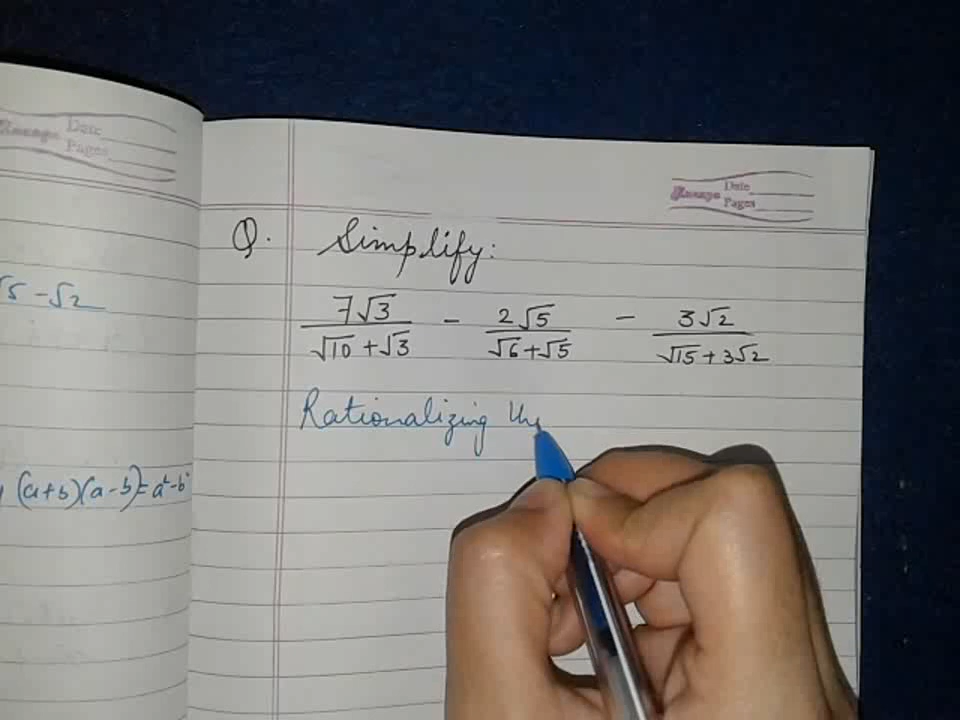 Date
Pages
√5 - √2
(a+b)(a-b) = a² - b²
Date
Pages
Q. Simplify:
7√3/(√10 + √3) - 2√5/(√6 + √5) - 3√2/(√15 + 3√2)
Rationalizing the